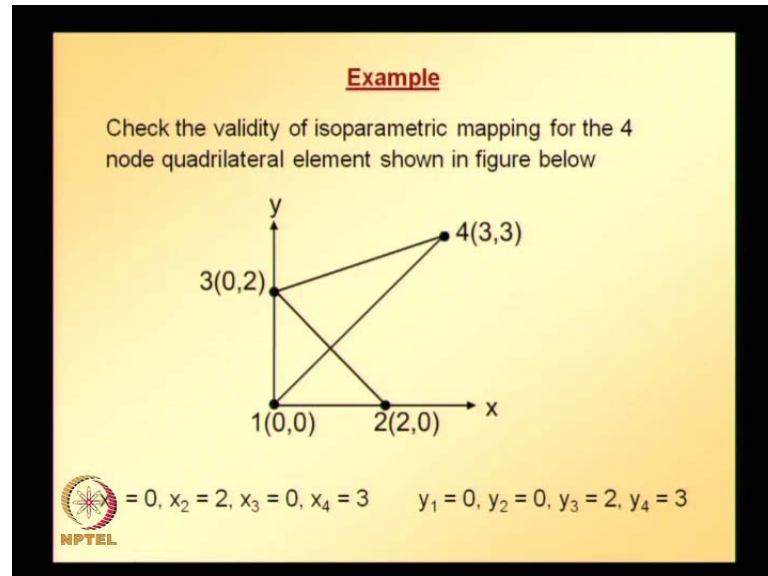 Example
Check the validity of isoparametric mapping for the 4
node quadrilateral element shown in figure below
y
4(3,3)
3(0,2)
x
1(0,0) 2(2,0)
x = 0, x₂ = 2, x₃ = 0, x₄ = 3 y₁ = 0, y₂ = 0, y₃ = 2, y₄ = 3
NPTEL